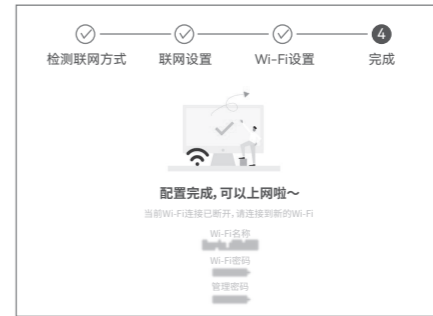 4
检测联网方式 联网设置 Wi-Fi设置 完成
配置完成,可以上网啦～
当前Wi-Fi连接已断开,请连接到新的Wi-Fi
Wi-Fi名称
Wi-Fi密码
管理密码